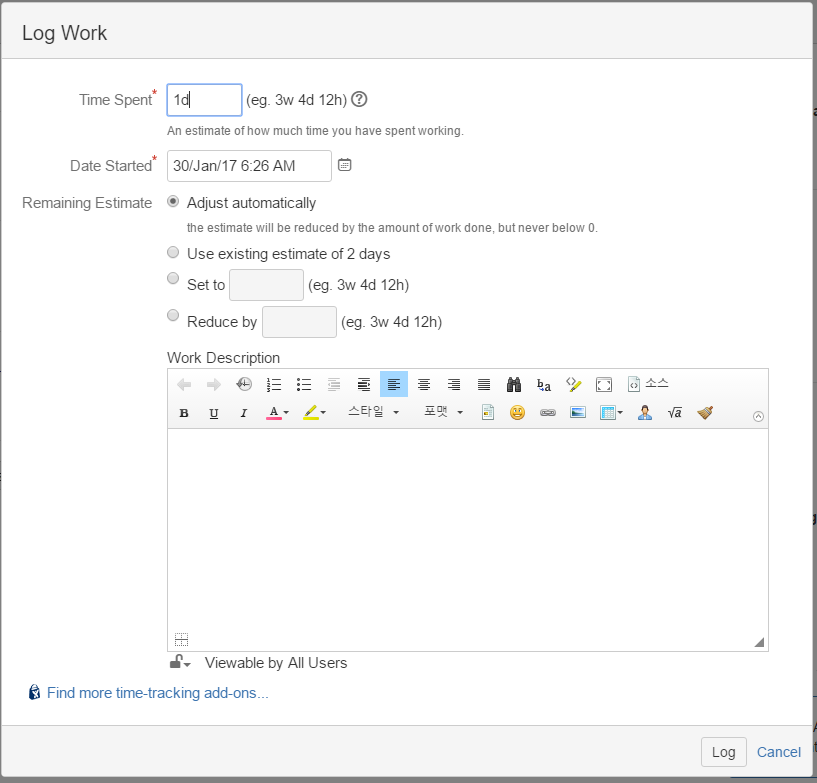 Log Work
Time Spent* 1d (eg. 3w 4d 12h)
An estimate of how much time you have spent working.
Date Started* 30/Jan/17 6:26 AM
Remaining Estimate Adjust automatically
the estimate will be reduced by the amount of work done, but never below 0.
Use existing estimate of 2 days
Set to (eg. 3w 4d 12h)
Reduce by (eg. 3w 4d 12h)
Work Description
소스
B U I A 스타일 포맷
Viewable by All Users
Find more time-tracking add-ons...
Log Cancel